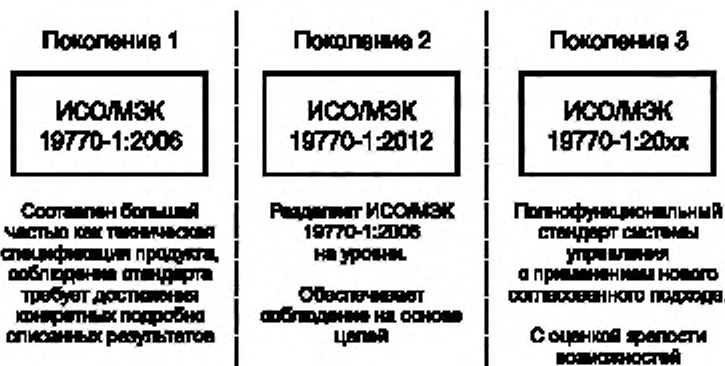 Поколение 1
ИСО/МЭК
19770-1:2006
Составлен большей
частью как техническая
спецификация продукта,
соблюдение стандарта
требует достижения
конкретных подробно
описанных результатов
Поколение 2
ИСО/МЭК
19770-1:2012
Разделяет ИСО/МЭК
19770-1:2006
на уровни.
Обеспечивает
соблюдение на основе
целей
Поколение 3
ИСО/МЭК
19770-1:20xx
Полнофункциональный
стандарт системы
управления
с применением нового
согласованного подхода.
С оценкой зрелости
возможностей